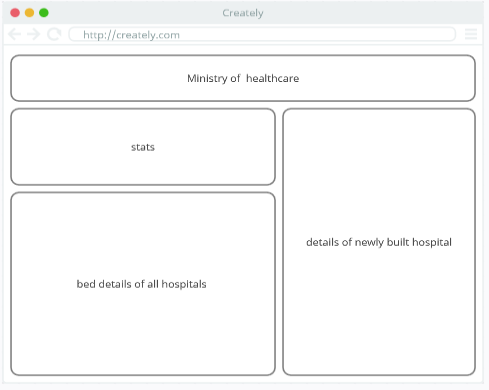 Creately
http://creately.com
Ministry of  healthcare
stats
bed details of all hospitals
details of newly built hospital